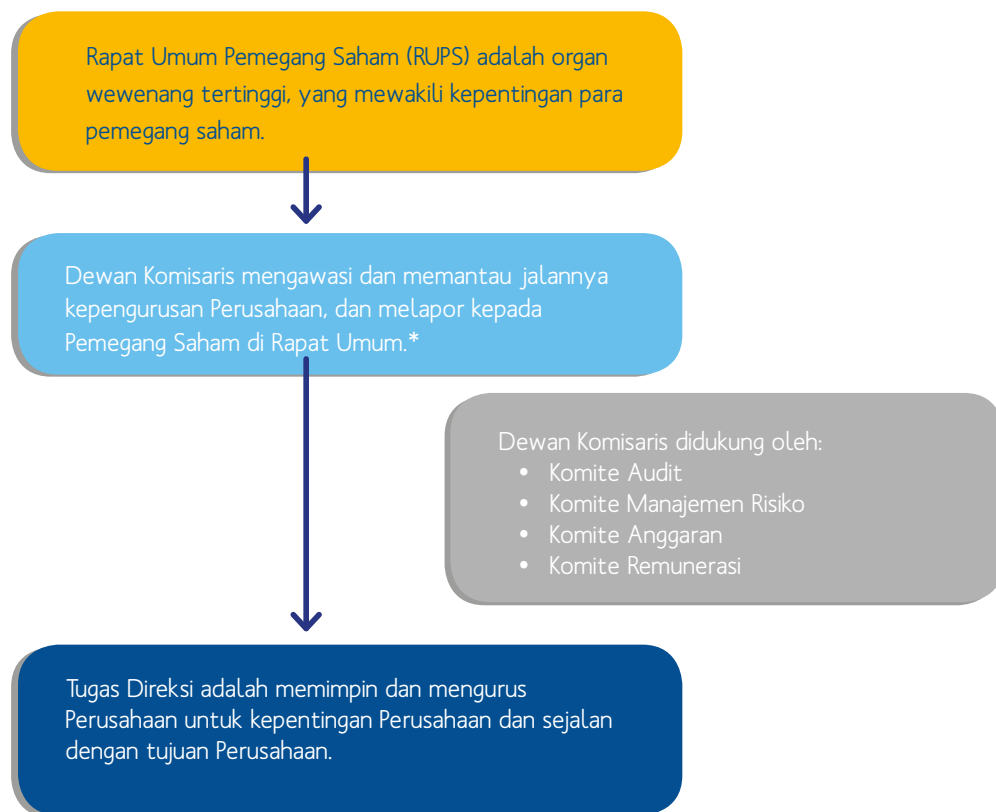 Rapat Umum Pemegang Saham (RUPS) adalah organ
wewenang tertinggi, yang mewakili kepentingan para
pemegang saham.
Dewan Komisaris mengawasi dan memantau jalannya
kepengurusan Perusahaan, dan melapor kepada
Pemegang Saham di Rapat Umum.*
Dewan Komisaris didukung oleh:
• Komite Audit
• Komite Manajemen Risiko
• Komite Anggaran
• Komite Remunerasi
Tugas Direksi adalah memimpin dan mengurus
Perusahaan untuk kepentingan Perusahaan dan sejalan
dengan tujuan Perusahaan.